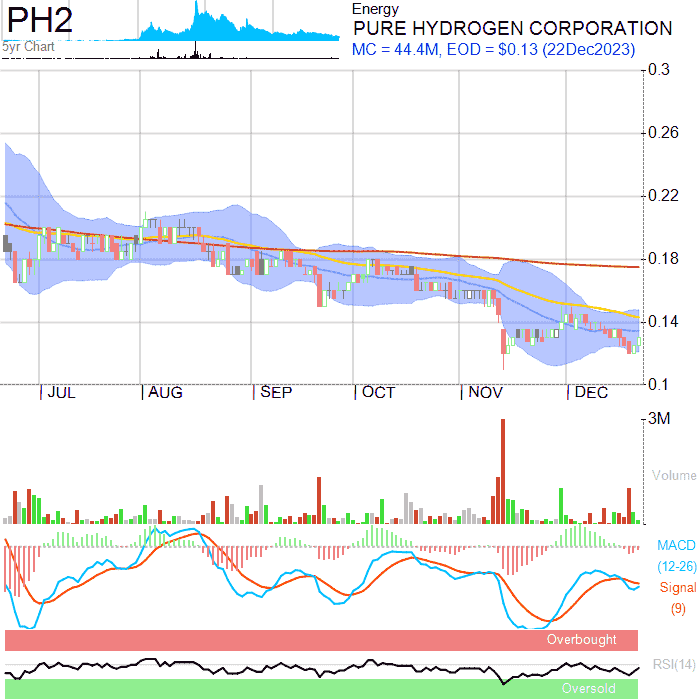 PH2
5yr Chart
Energy
PURE HYDROGEN CORPORATION
MC = 44.4M, EOD = $0.13 (22Dec2023)
0.3
0.26
0.22
0.18
0.14
0.1
JUL AUG SEP OCT NOV DEC
3M
Volume
MACD
(12-26)
Signal
(9)
Overbought
RSI(14)
Oversold